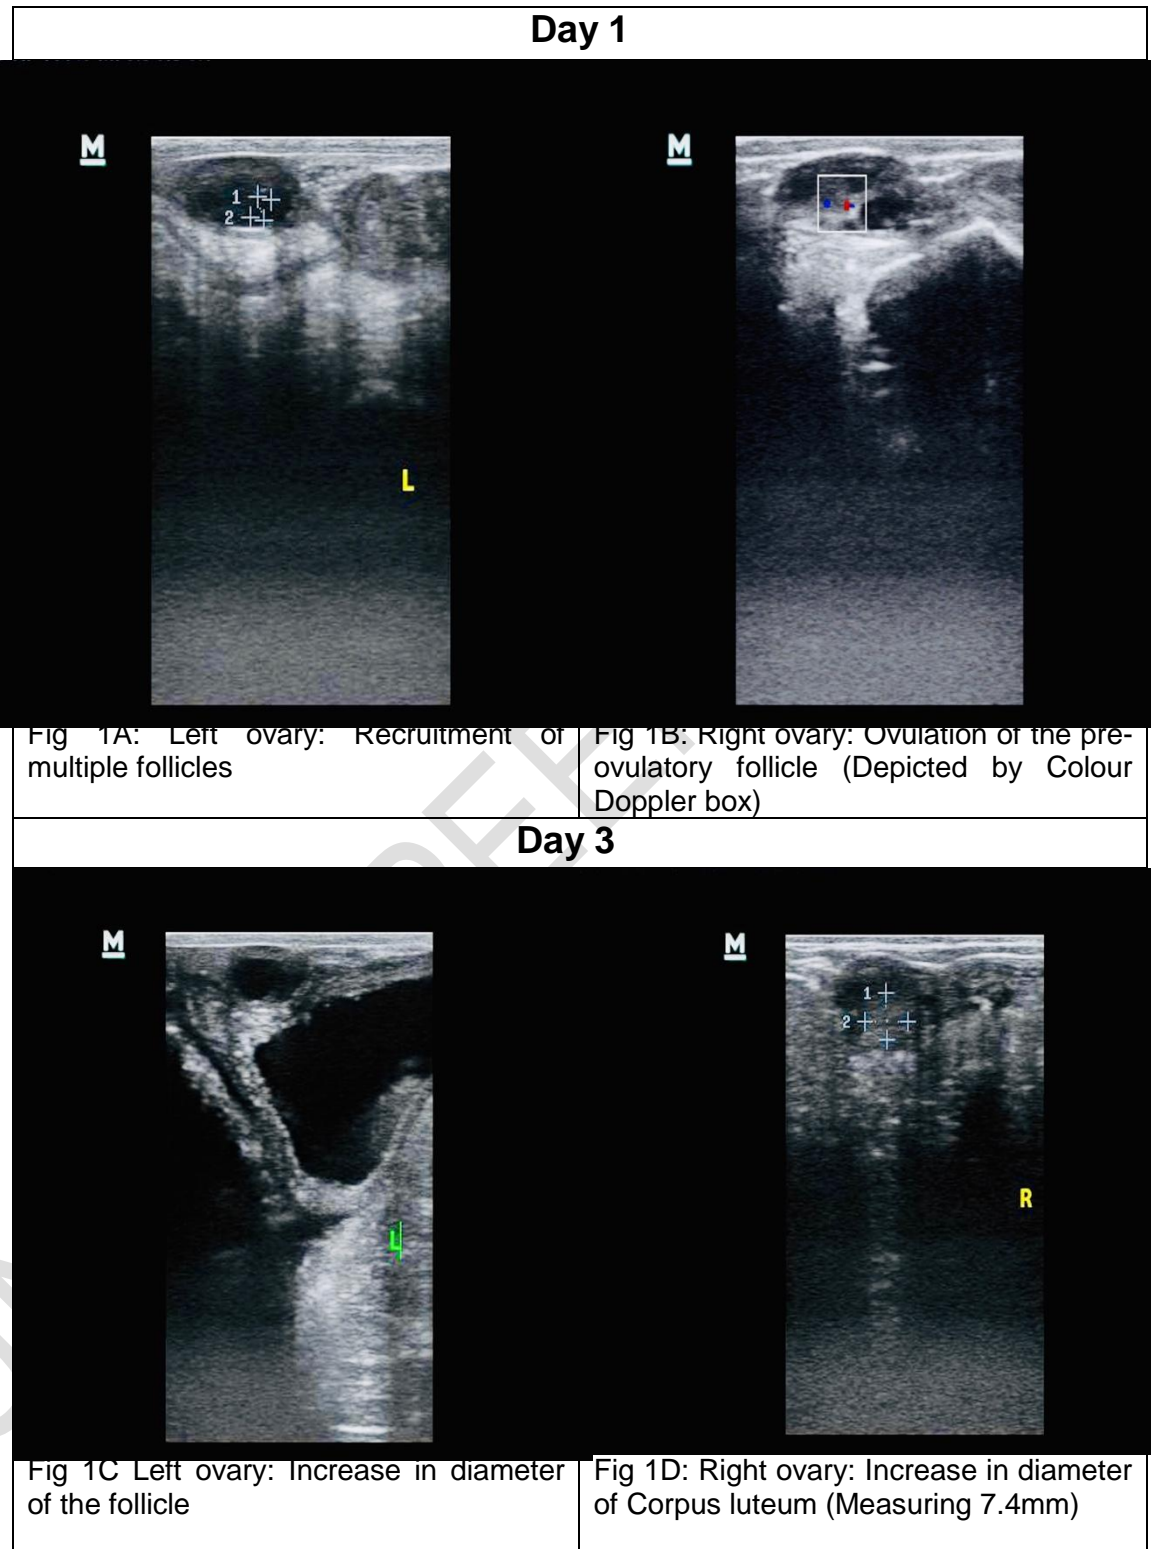 Day 1
M
M
1
2
L
Fig 1A: Left ovary: Recruitment of
multiple follicles
Fig 1B: Right ovary: Ovulation of the pre-
ovulatory follicle (Depicted by Colour
Doppler box)
Day 3
M
M
1
2
L
R
Fig 1C Left ovary: Increase in diameter
of the follicle
Fig 1D: Right ovary: Increase in diameter
of Corpus luteum (Measuring 7.4mm)